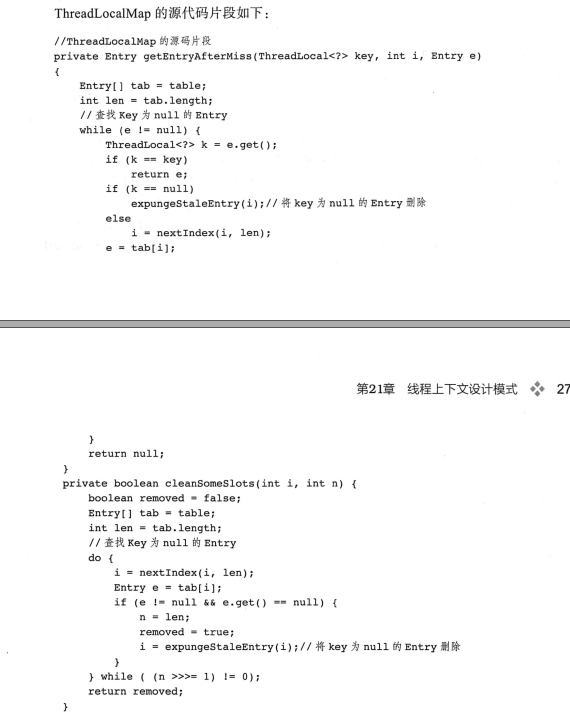 ThreadLocalMap 的源代码片段如下：
//ThreadLocalMap 的源码片段
private Entry getEntryAfterMiss(ThreadLocal<?> key, int i, Entry e)
{
    Entry[] tab = table;
    int len = tab.length;
    // 查找 Key 为 null 的 Entry
    while (e != null) {
        ThreadLocal<?> k = e.get();
        if (k == key)
            return e;
        if (k == null)
            expungeStaleEntry(i);// 将 key 为 null 的 Entry 删除
        else
            i = nextIndex(i, len);
        e = tab[i];
第21章 线程上下文设计模式 ❖ 27
    }
    return null;
}
private boolean cleanSomeSlots(int i, int n) {
    boolean removed = false;
    Entry[] tab = table;
    int len = tab.length;
    // 查找 Key 为 null 的 Entry
    do {
        i = nextIndex(i, len);
        Entry e = tab[i];
        if (e != null && e.get() == null) {
            n = len;
            removed = true;
            i = expungeStaleEntry(i);// 将 key 为 null 的 Entry 删除
        }
    } while ( (n >>>= 1) != 0);
    return removed;
}